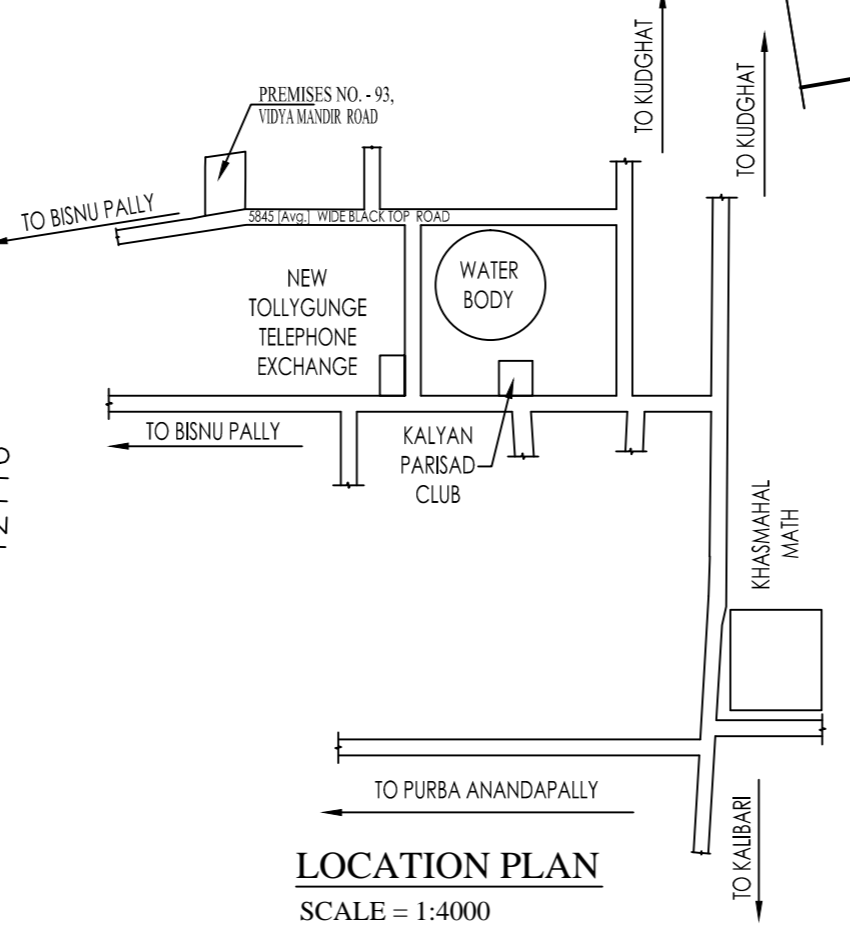 TO KUDGHAT
TO KUDGHAT
PREMISES NO. - 93,
VIDYA MANDIR ROAD
TO BISNU PALLY
5845 [Avg.] WIDE BLACK TOP ROAD
NEW
TOLLYGUNGE
TELEPHONE
EXCHANGE
WATER
BODY
TO BISNU PALLY
KALYAN
PARISAD
CLUB
KHASMAHAL
MATH
TO PURBA ANANDAPALLY
TO KALIBARI
LOCATION PLAN
SCALE = 1:4000